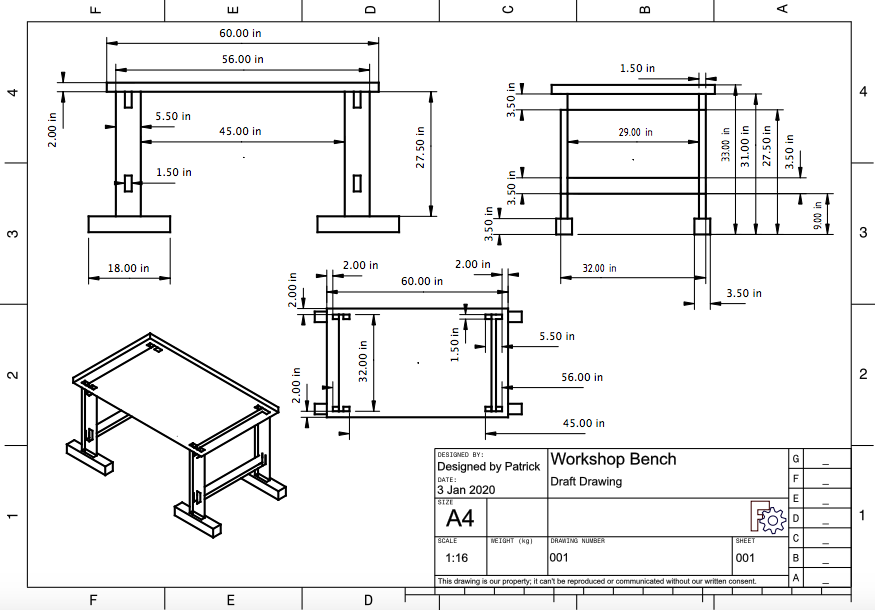 F E D C B A
60.00 in
56.00 in
2.00 in
5.50 in
45.00 in
1.50 in
27.50 in
18.00 in
1.50 in
3.50 in
29.00 in
33.00 in
31.00 in
27.50 in
3.50 in
3.50 in
3.50 in
9.00 in
32.00 in
3.50 in
4 4
3 3
2.00 in
2.00 in
2.00 in
60.00 in
1.50 in
5.50 in
32.00 in
56.00 in
2.00 in
45.00 in
2 2
DESIGNED BY:
Designed by Patrick
DATE:
3 Jan 2020
Workshop Bench
Draft Drawing
SIZE
A4
SCALE
1:16
WEIGHT (kg)
DRAWING NUMBER
001
SHEET
001
This drawing is our property; it can't be reproduced or communicated without our written consent.
G _
F _
E _
D _
C _
B _
A _
1 1
F E D